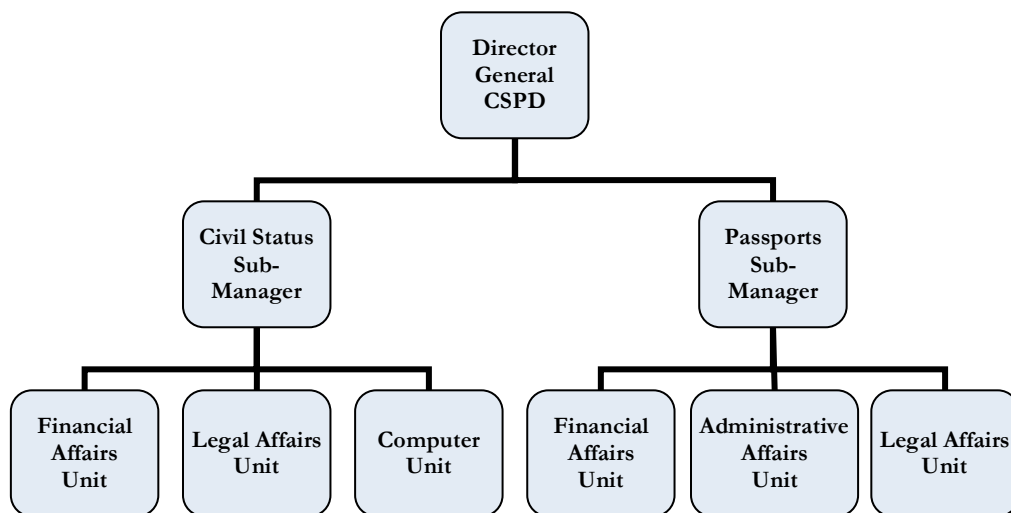 Director
General
CSPD
Civil Status
Sub-
Manager
Passports
Sub-
Manager
Financial
Affairs
Unit
Legal Affairs
Unit
Computer
Unit
Financial
Affairs
Unit
Administrative
Affairs
Unit
Legal Affairs
Unit